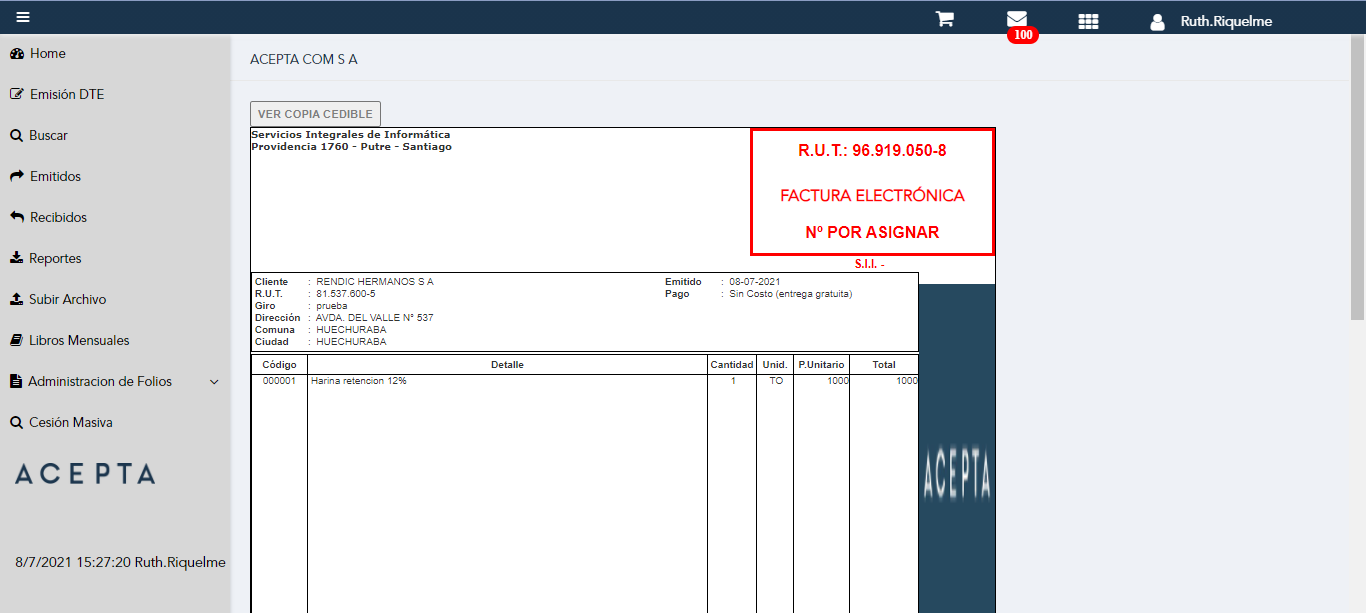 Ruth.Riquelme
100
Home
Emisión DTE
Buscar
Emitidos
Recibidos
Reportes
Subir Archivo
Libros Mensuales
Administracion de Folios
Cesión Masiva
ACEPTA
8/7/2021 15:27:20 Ruth.Riquelme
ACEPTA COM S A
VER COPIA CEDIBLE
Servicios Integrales de Informática
Providencia 1760 - Putre - Santiago
R.U.T.: 96.919.050-8
FACTURA ELECTRÓNICA
Nº POR ASIGNAR
S.I.I. -
Cliente : RENDIC HERMANOS S A Emitido : 08-07-2021
R.U.T. : 81.537.600-5 Pago : Sin Costo (entrega gratuita)
Giro : prueba
Dirección : AVDA. DEL VALLE N° 537
Comuna : HUECHURABA
Ciudad : HUECHURABA
Código Detalle Cantidad Unid. P.Unitario Total
000001 Harina retencion 12% 1 TO 1000 1000
ACEPTA